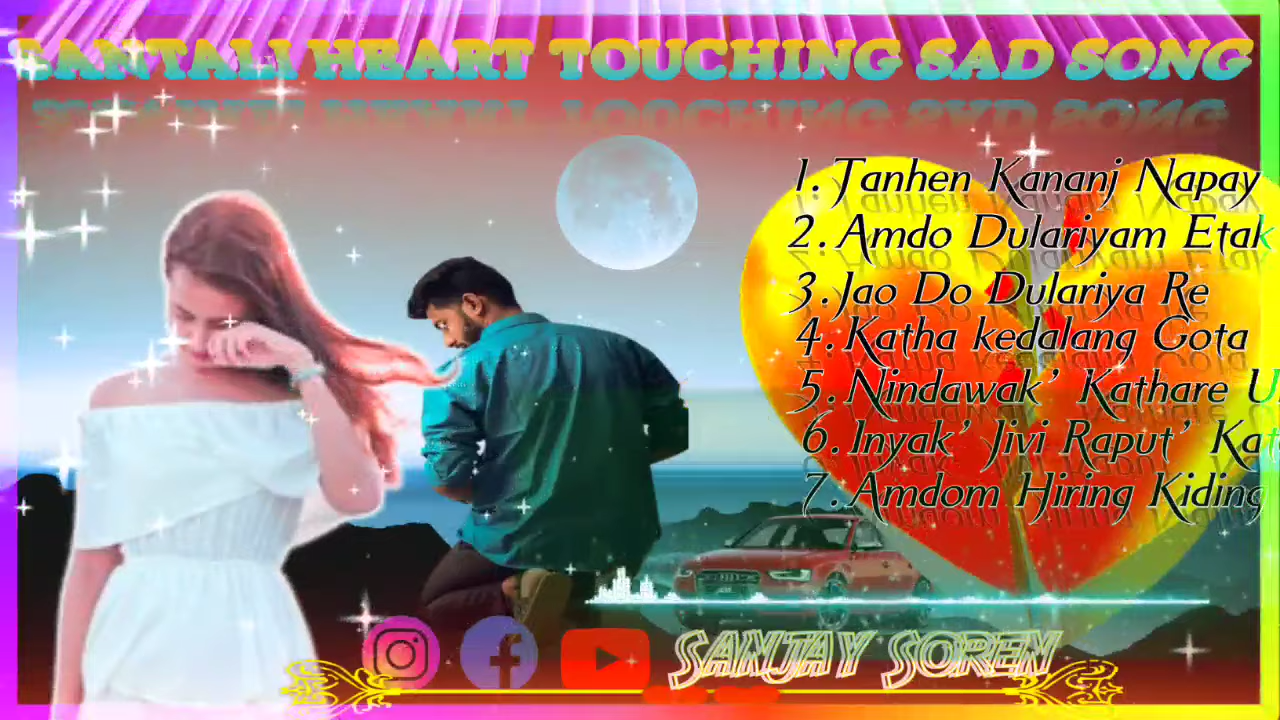 SANTALI HEART TOUCHING SAD SONG
1. Tanhen Kananj Napay
2. Amdo Dulariyam Etak
3. Jao Do Dulariya Re
4. Katha kedalang Gota
5. Nindawak' Kathare
6. Inyak' Jivi Raput'
7. Amdom Hiring Kiding
SANJAY SOREN